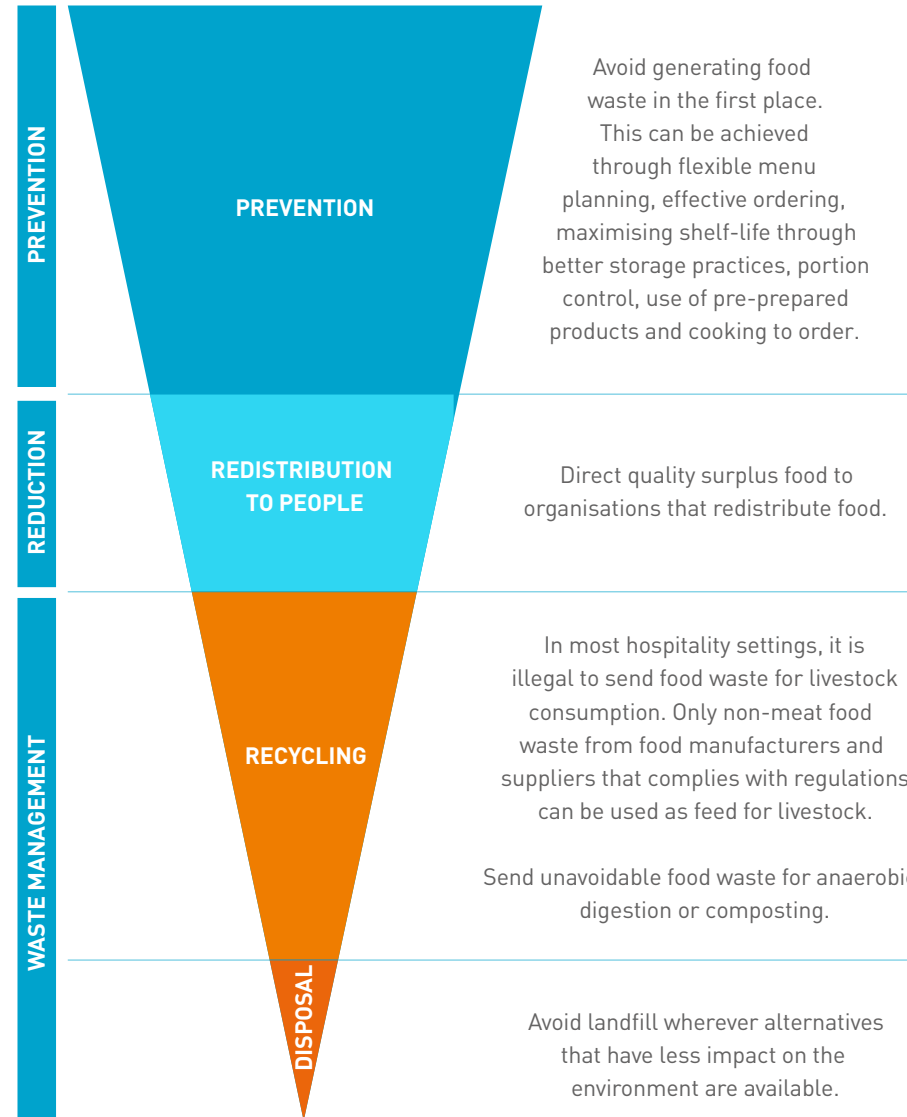 PREVENTION
PREVENTION
Avoid generating food
waste in the first place.
This can be achieved
through flexible menu
planning, effective ordering,
maximising shelf-life through
better storage practices, portion
control, use of pre-prepared
products and cooking to order.
REDUCTION
REDISTRIBUTION
TO PEOPLE
Direct quality surplus food to
organisations that redistribute food.
WASTE MANAGEMENT
RECYCLING
In most hospitality settings, it is
illegal to send food waste for livestock
consumption. Only non-meat food
waste from food manufacturers and
suppliers that complies with regulations
can be used as feed for livestock.
Send unavoidable food waste for anaerobi
digestion or composting.
DISPOSAL
Avoid landfill wherever alternatives
that have less impact on the
environment are available.